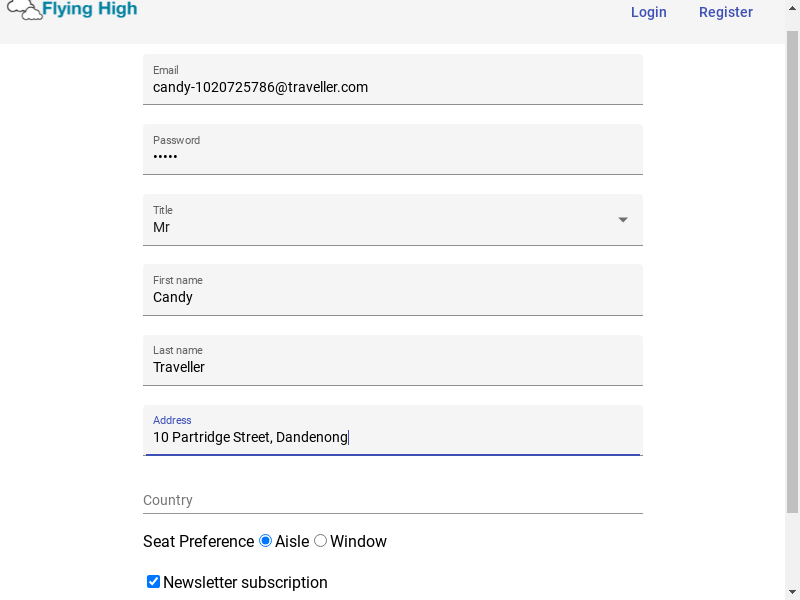 Flying High
Login
Register
Email
candy-1020725786@traveller.com
Password
•••••
Title
Mr
First name
Candy
Last name
Traveller
Address
10 Partridge Street, Dandenong
Country
Seat Preference Aisle Window
Newsletter subscription